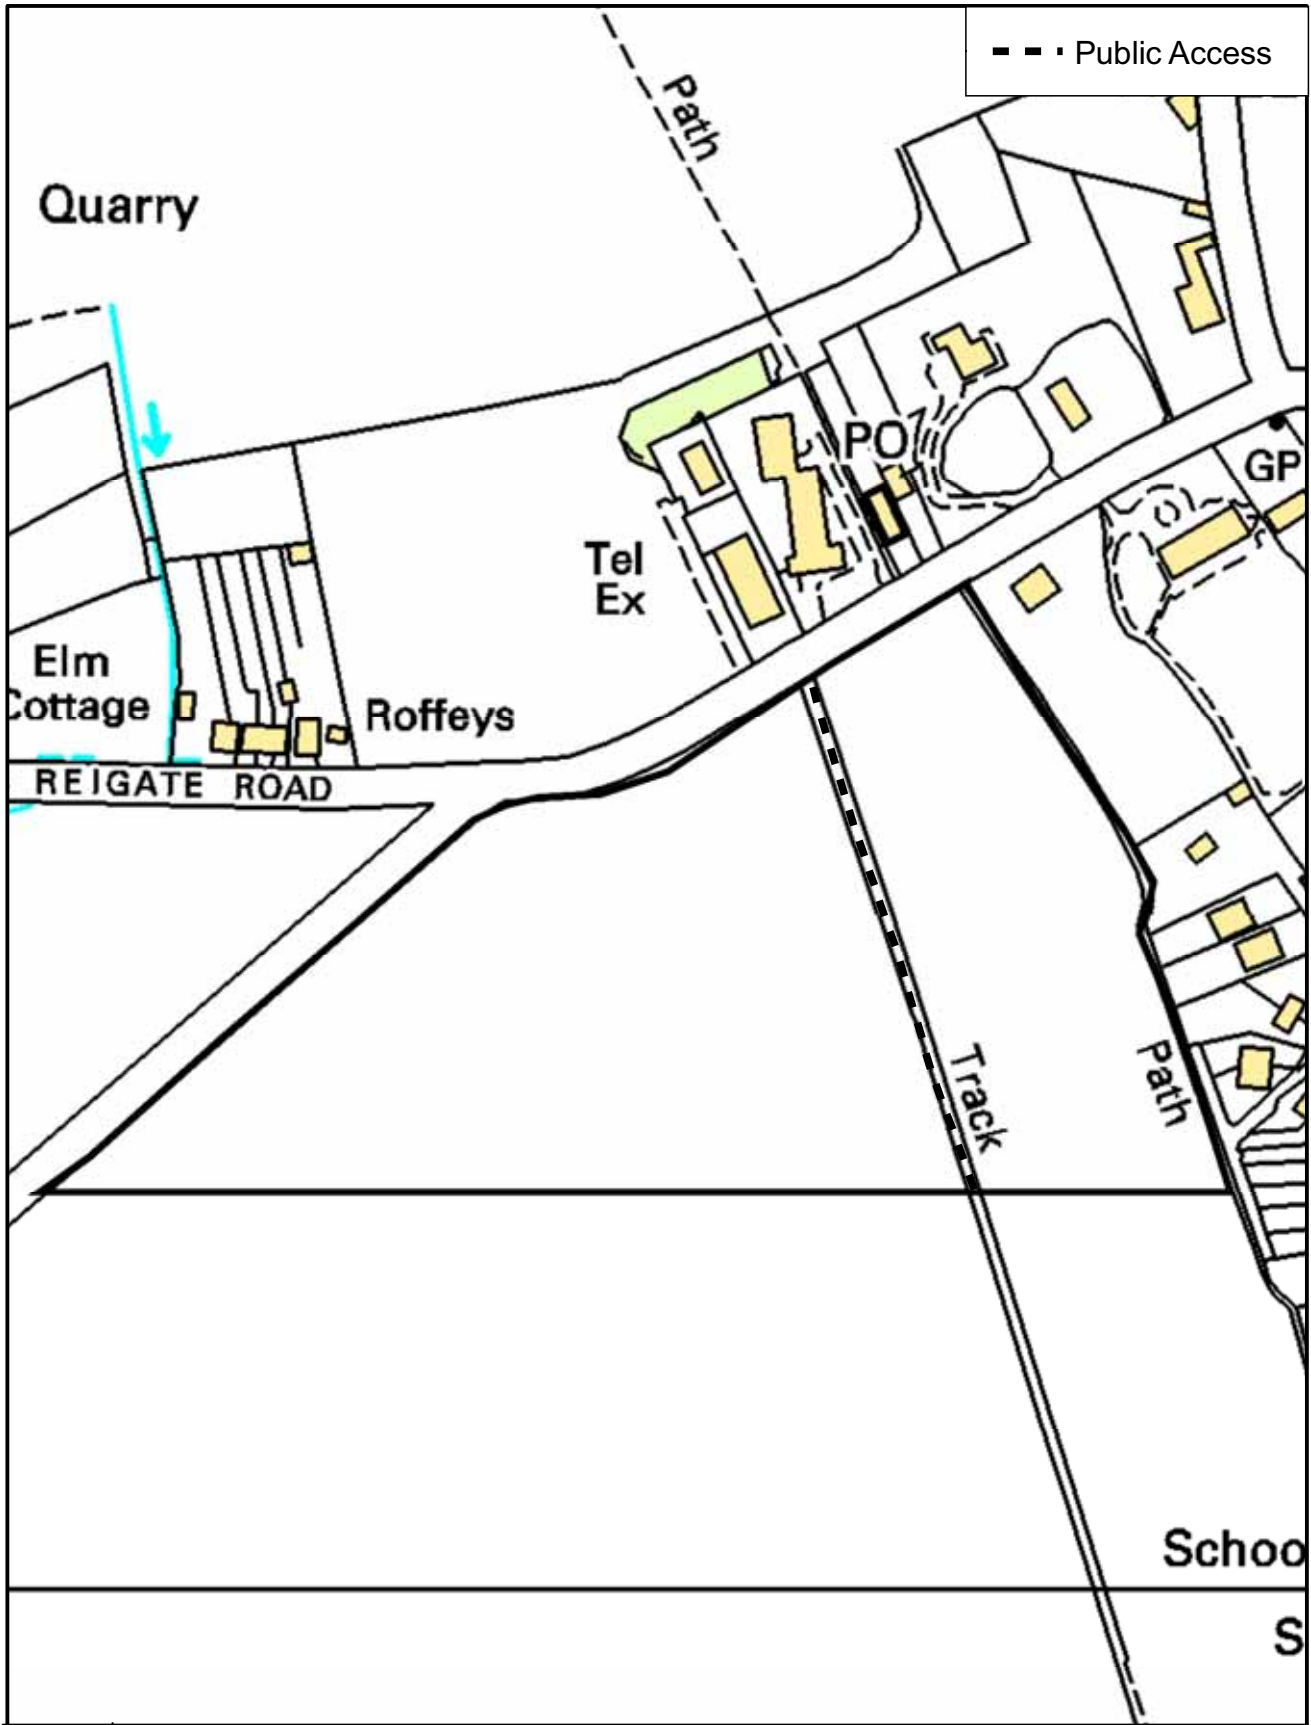 Public Access
Path
Quarry
PO
GP
Tel
Ex
Elm
Cottage
Roffeys
REIGATE ROAD
Track
Path
Schoo
S